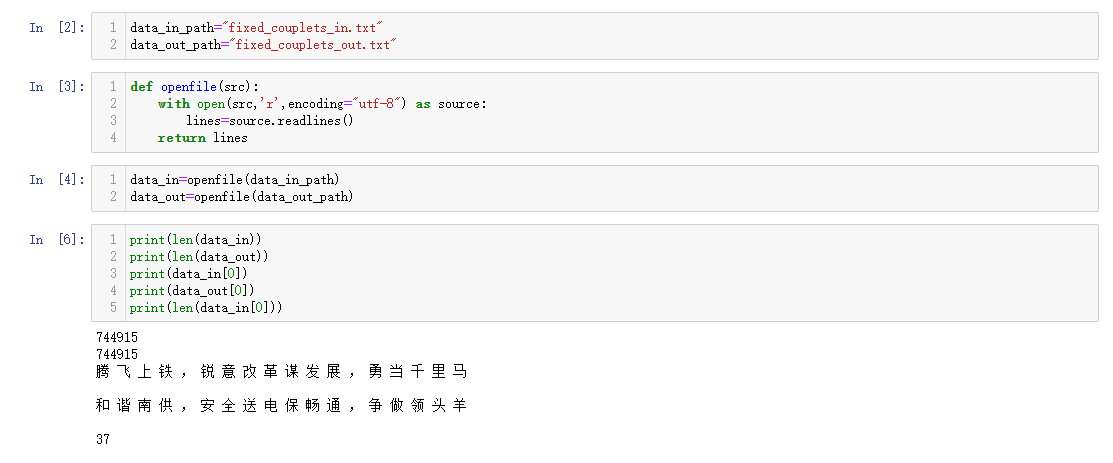 In [2]:
1 data_in_path="fixed_couplets_in.txt"
2 data_out_path="fixed_couplets_out.txt"
In [3]:
1 def openfile(src):
2     with open(src,'r',encoding="utf-8") as source:
3         lines=source.readlines()
4     return lines
In [4]:
1 data_in=openfile(data_in_path)
2 data_out=openfile(data_out_path)
In [6]:
1 print(len(data_in))
2 print(len(data_out))
3 print(data_in[0])
4 print(data_out[0])
5 print(len(data_in[0]))
744915
744915
腾 飞 上 铁 ， 锐 意 改 革 谋 发 展 ， 勇 当 千 里 马
和 谐 南 供 ， 安 全 送 电 保 畅 通 ， 争 做 领 头 羊
37